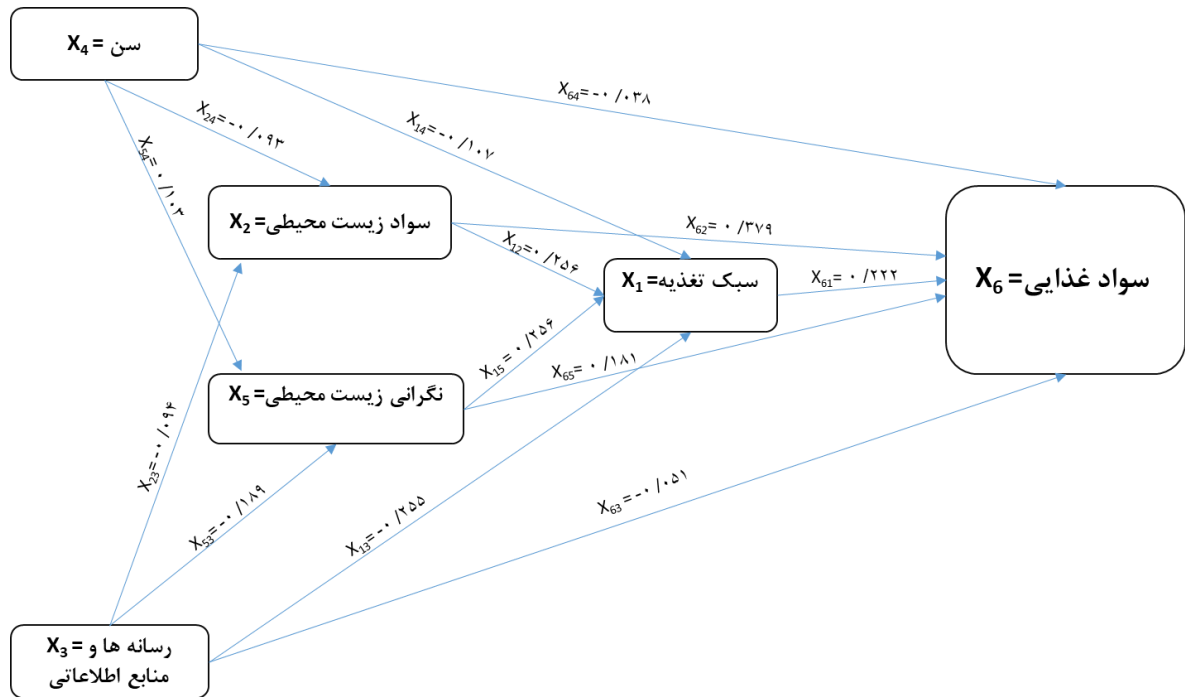 X4 = سن
X64=-۰/۰۳۸
X24=-۰/۰۹۳
X14=-۰/۱۰۷
X54=۰/۱۰۳
X2 =سواد زیست محیطی
X62=۰/۳۷۹
X12=۰/۲۵۶
X1 =سبک تغذیه
X61=۰/۲۲۲
X6 =سواد غذایی
X15=۰/۲۵۶
X65=۰/۱۸۱
X5 =نگرانی زیست محیطی
X23=-۰/۰۹۴
X53=-۰/۱۸۹
X13=-۰/۲۵۵
X63=-۰/۰۵۱
X3 = رسانه ها و
منابع اطلاعاتی